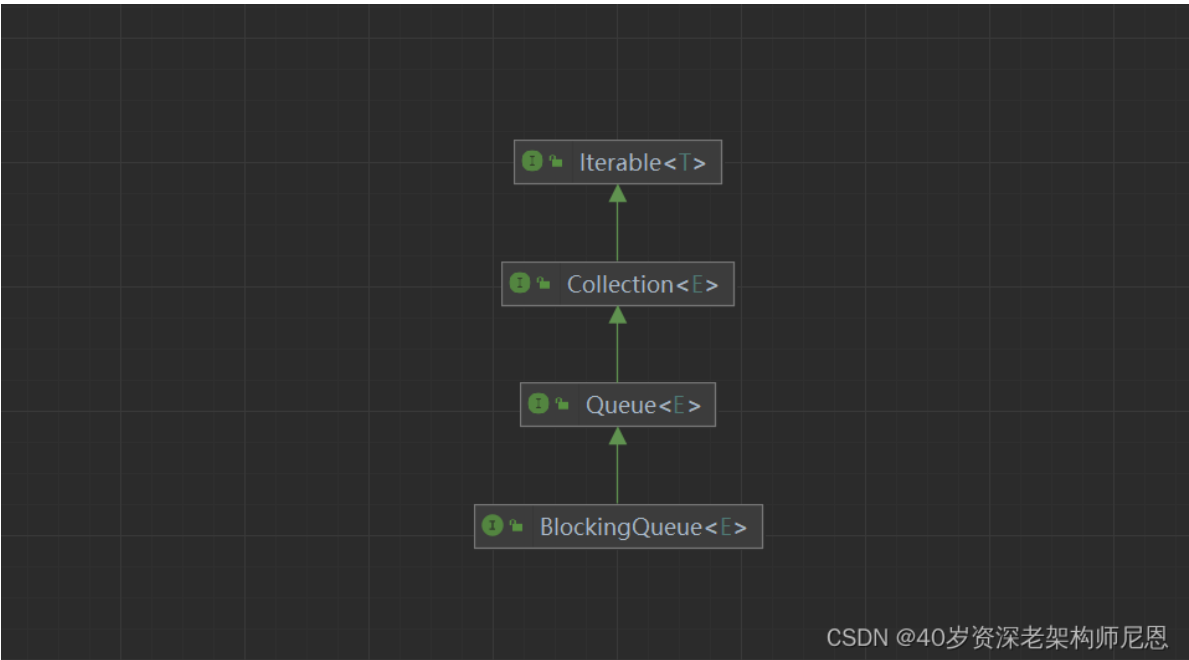 Iterable<T>
Collection<E>
Queue<E>
BlockingQueue<E>
CSDN @40岁资深老架构师尼恩